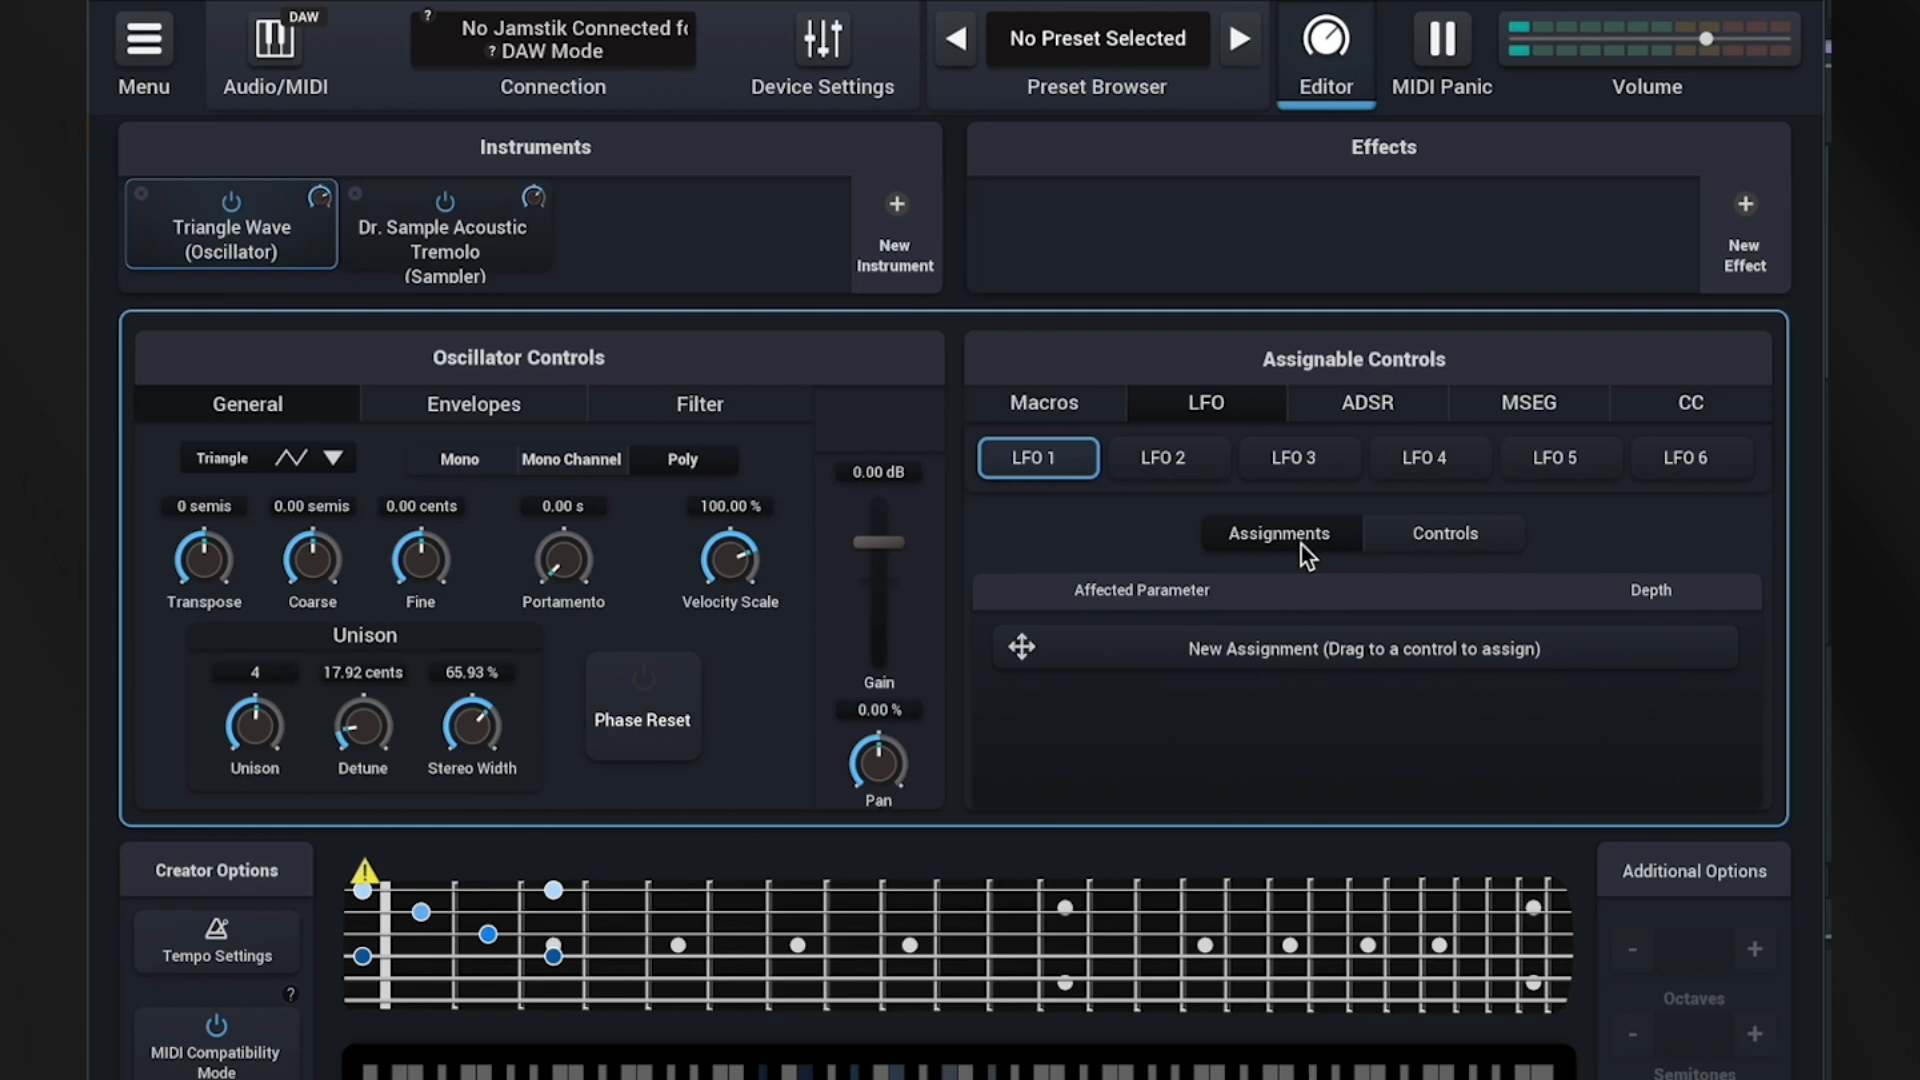 DAW
? No Jamstik Connected fo
? DAW Mode
No Preset Selected
Menu
Audio/MIDI
Connection
Device Settings
Preset Browser
Editor
MIDI Panic
Volume
Instruments
Effects
Triangle Wave
(Oscillator)
Dr. Sample Acoustic
Tremolo
(Sampler)
+
New
Instrument
+
New
Effect
Oscillator Controls
General
Envelopes
Filter
Triangle
Mono
Mono Channel
Poly
0 semis
0.00 semis
0.00 cents
0.00 s
100.00 %
Transpose
Coarse
Fine
Portamento
Velocity Scale
Unison
4
17.92 cents
65.93 %
Unison
Detune
Stereo Width
Phase Reset
0.00 dB
Gain
0.00 %
Pan
Assignable Controls
Macros
LFO
ADSR
MSEG
CC
LFO 1
LFO 2
LFO 3
LFO 4
LFO 5
LFO 6
Assignments
Controls
Affected Parameter
Depth
New Assignment (Drag to a control to assign)
Creator Options
Tempo Settings
?
MIDI Compatibility
Mode
!
Additional Options
- +
Octaves
- +
Semitones